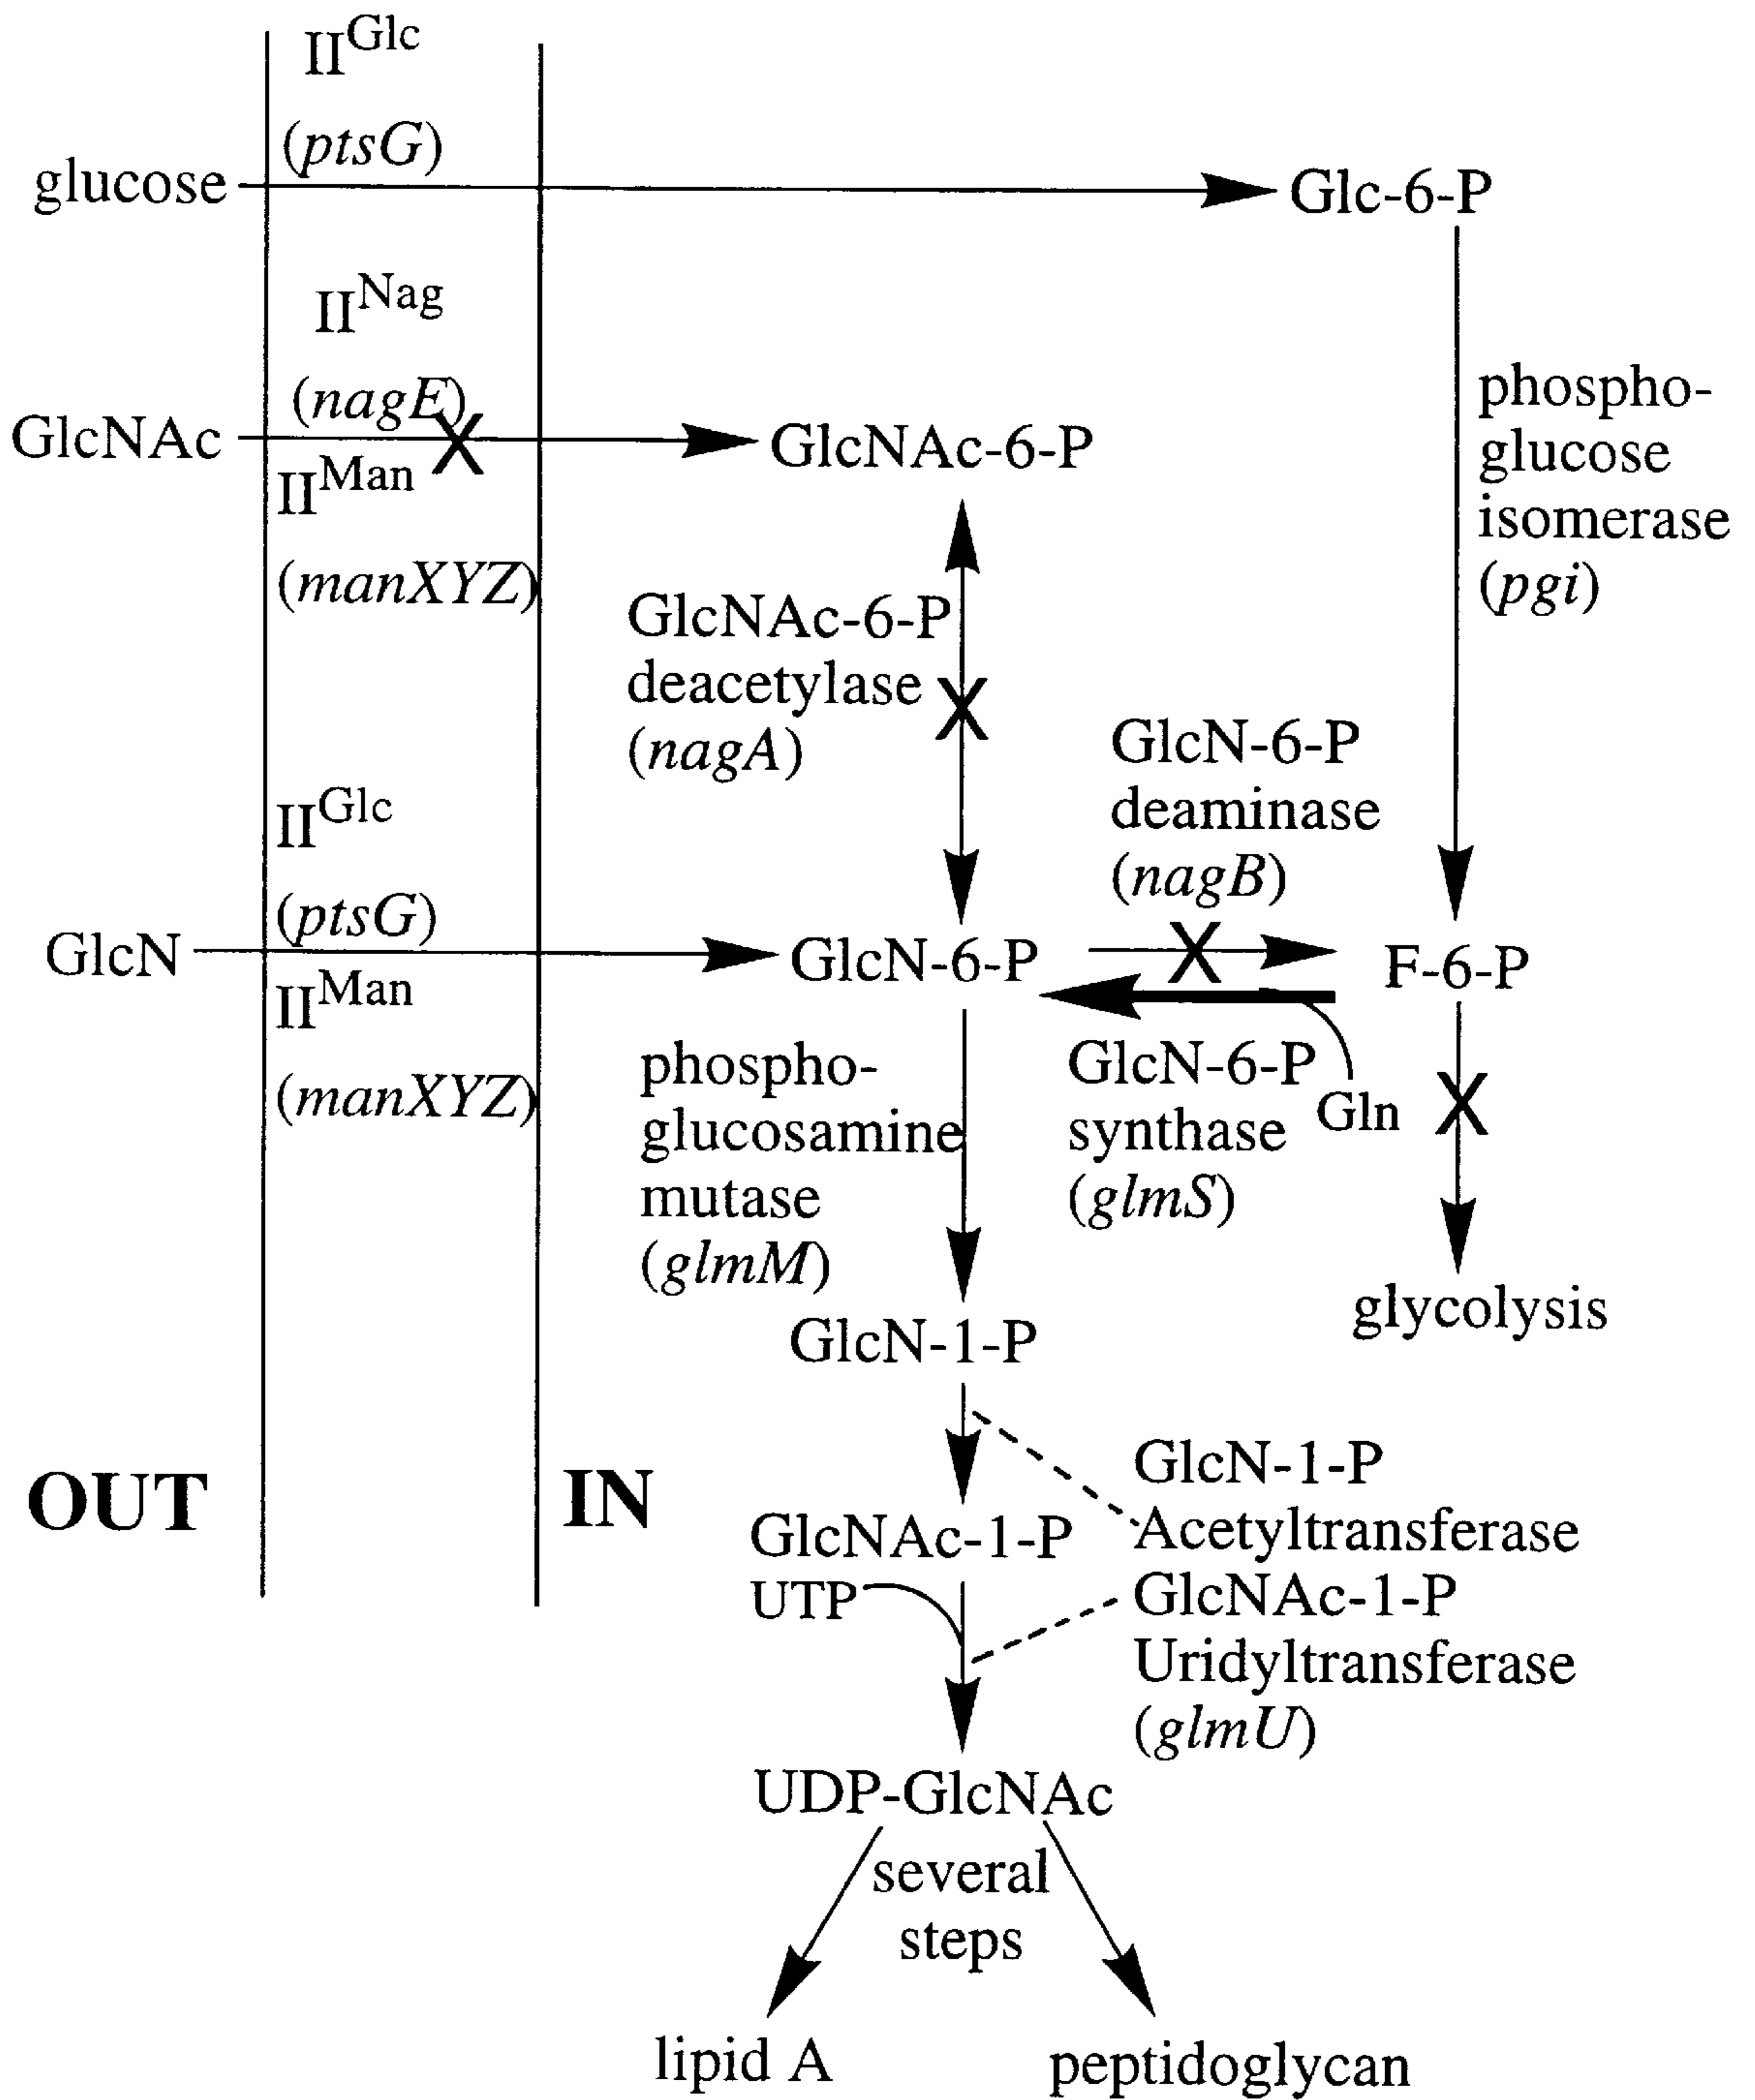 II^Glc
(ptsG)
glucose
Glc-6-P
II^Nag
(nagE)
GlcNAc
X
GlcNAc-6-P
II^Man
(manXYZ)
phospho-
glucose
isomerase
(pgi)
GlcNAc-6-P
deacetylase
(nagA)
X
GlcN-6-P
deaminase
(nagB)
II^Glc
(ptsG)
GlcN
GlcN-6-P
X
F-6-P
II^Man
(manXYZ)
phospho-
glucosamine
mutase
(glmM)
GlcN-6-P
synthase
(glmS)
Gln
X
glycolysis
GlcN-1-P
OUT
IN
GlcN-1-P
Acetyltransferase
GlcNAc-1-P
UTP
GlcNAc-1-P
Uridyltransferase
(glmU)
UDP-GlcNAc
several
steps
lipid A
peptidoglycan